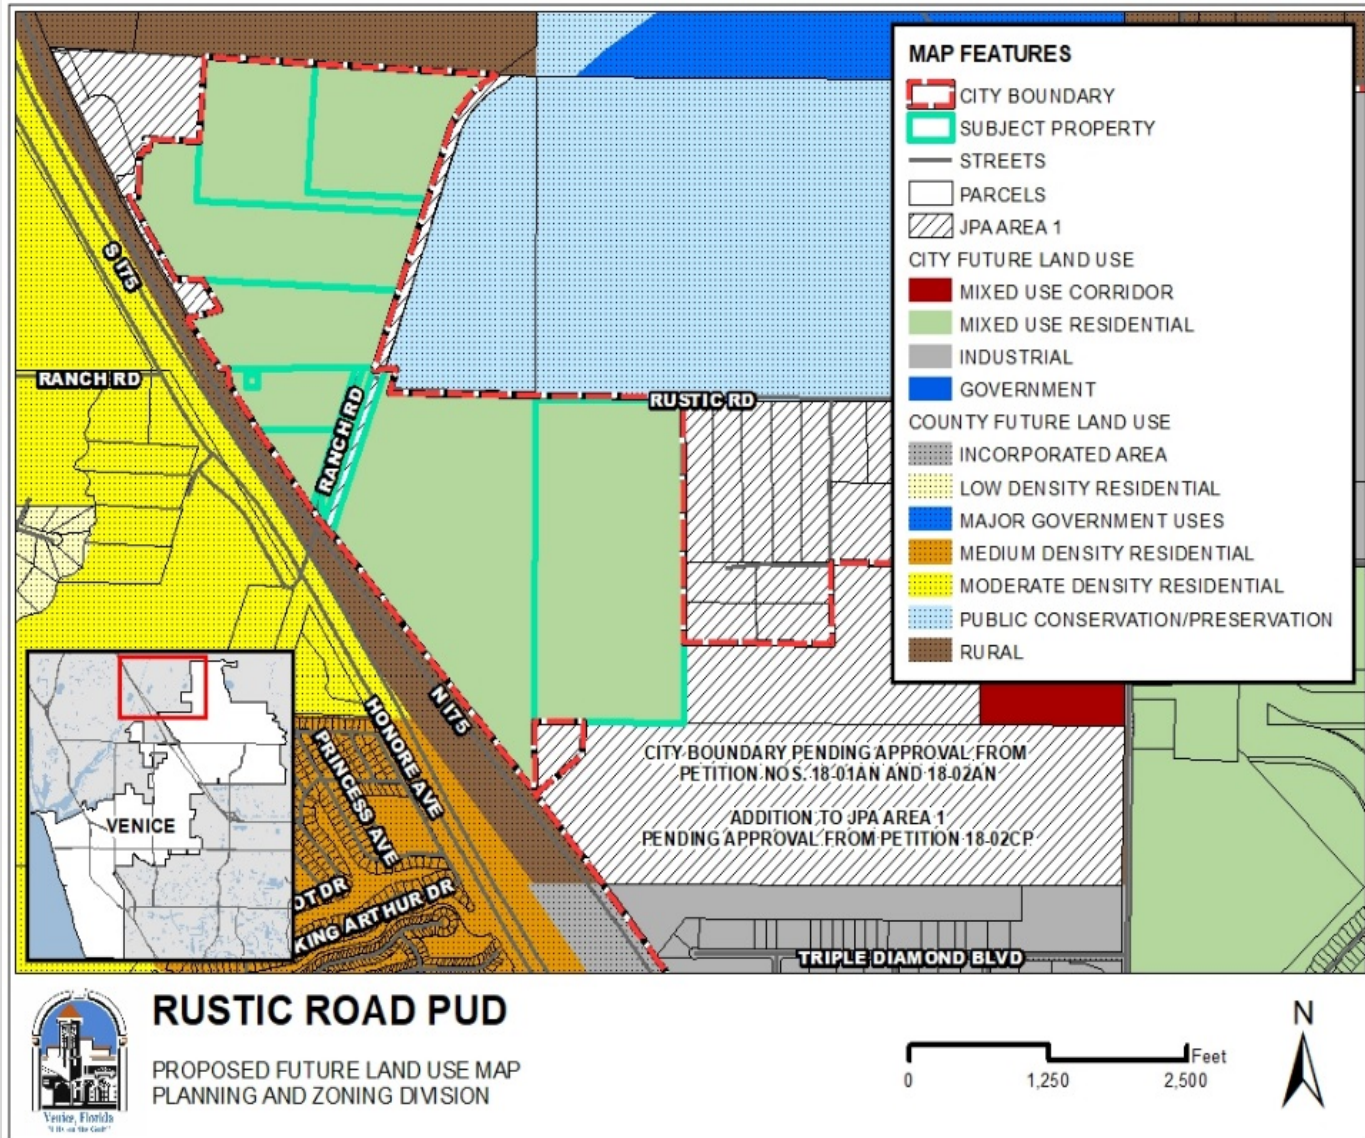 MAP FEATURES
CITY BOUNDARY
SUBJECT PROPERTY
STREETS
PARCELS
JPA AREA 1
CITY FUTURE LAND USE
MIXED USE CORRIDOR
MIXED USE RESIDENTIAL
INDUSTRIAL
GOVERNMENT
COUNTY FUTURE LAND USE
INCORPORATED AREA
LOW DENSITY RESIDENTIAL
MAJOR GOVERNMENT USES
MEDIUM DENSITY RESIDENTIAL
MODERATE DENSITY RESIDENTIAL
PUBLIC CONSERVATION/PRESERVATION
RURAL
S I75
RANCH RD
RANCH RD
RUSTIC RD
N I75
HONORE AVE
PRINCESS AVE
OT DR
KING ARTHUR DR
CITY BOUNDARY PENDING APPROVAL FROM
PETITION NOS. 18-01AN AND 18-02AN
ADDITION TO JPA AREA 1
PENDING APPROVAL FROM PETITION 18-02CP
TRIPLE DIAMOND BLVD
VENICE
RUSTIC ROAD PUD
PROPOSED FUTURE LAND USE MAP
PLANNING AND ZONING DIVISION
Venice, Florida
"City on the Gulf"
N
Feet
0 1,250 2,500